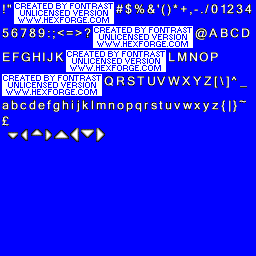 !" CREATED BY FONTRAST UNLICENSED VERSION WWW.HEXFORGE.COM #$%&'()*+,-./01234
56789:;<=>? CREATED BY FONTRAST UNLICENSED VERSION WWW.HEXFORGE.COM @ABCD
EFGHIJK CREATED BY FONTRAST UNLICENSED VERSION WWW.HEXFORGE.COM LMNOP
CREATED BY FONTRAST UNLICENSED VERSION WWW.HEXFORGE.COM QRSTUVWXYZ[\]^_
abcdefghijklmnopqrstuvwxyz{|}~
£